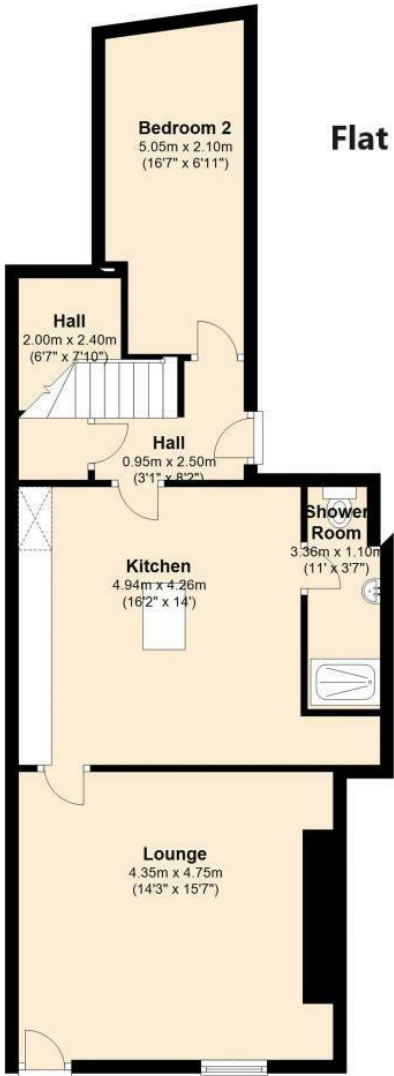 Bedroom 2
5.05m x 2.10m
(16'7" x 6'11")
Flat
Hall
2.00m x 2.40m
(6'7" x 7'10")
Hall
0.95m x 2.50m
(3'1" x 8'2")
Shower
Room
3.36m x 1.10m
(11' x 3'7")
Kitchen
4.94m x 4.26m
(16'2" x 14')
Lounge
4.35m x 4.75m
(14'3" x 15'7")